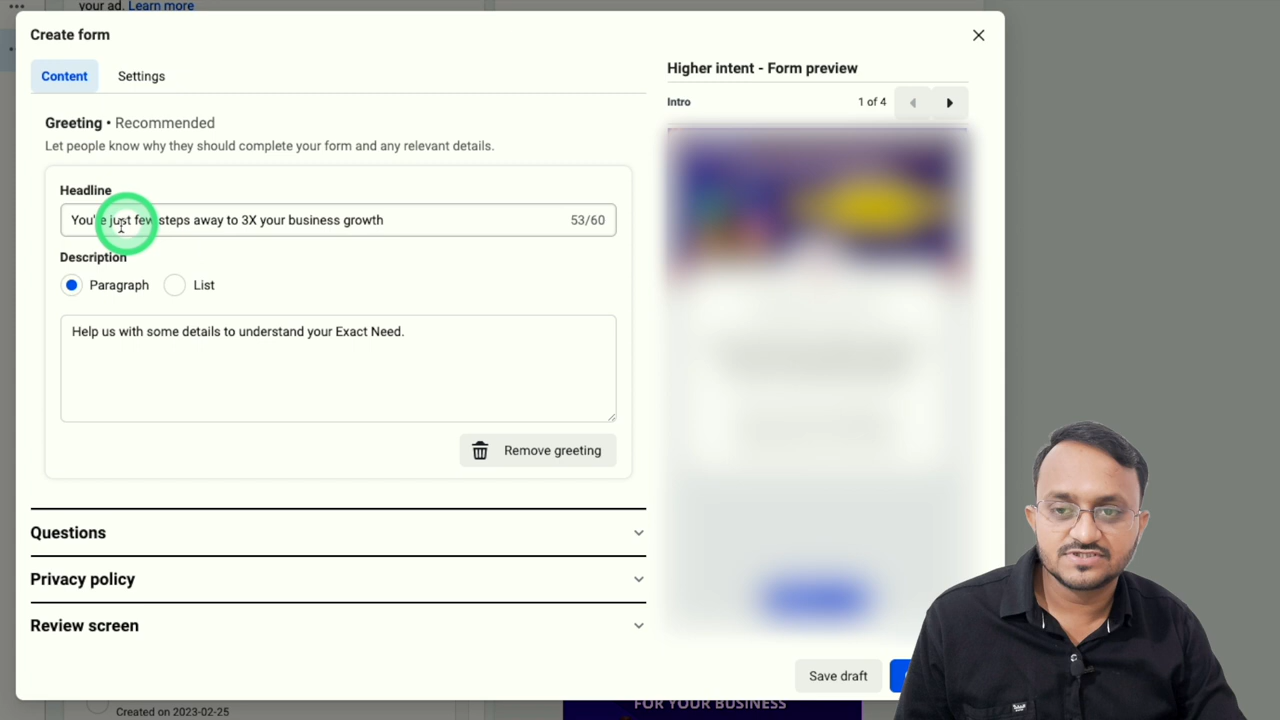 your ad. Learn more
Create form
Content
Settings
Greeting • Recommended
Let people know why they should complete your form and any relevant details.
Headline
You're just few steps away to 3X your business growth
53/60
Description
Paragraph
List
Help us with some details to understand your Exact Need.
Remove greeting
Questions
Privacy policy
Review screen
Higher intent - Form preview
Intro
1 of 4
Save draft
Created on 2023-02-25
FOR YOUR BUSINESS